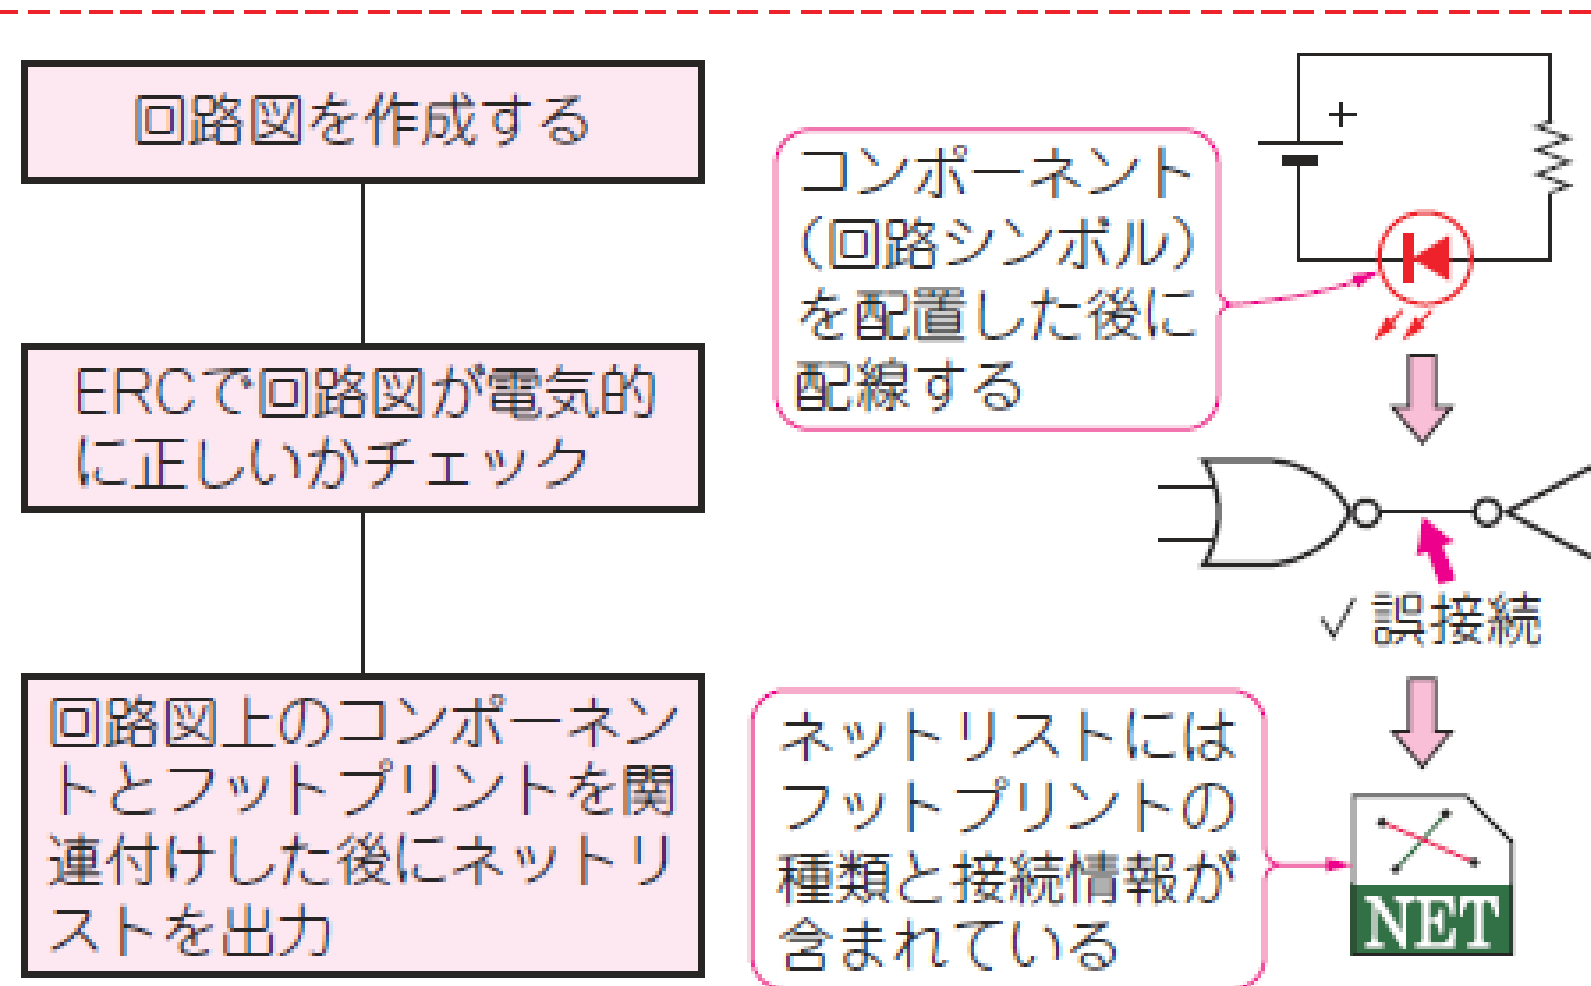 回路図を作成する
ERCで回路図が電気的
に正しいかチェック
回路図上のコンポーネン
トとフットプリントを関
連付けした後にネットリ
ストを出力
コンポーネント
（回路シンボル）
を配置した後に
配線する
+
✓ 誤接続
ネットリストには
フットプリントの
種類と接続情報が
含まれている
NET